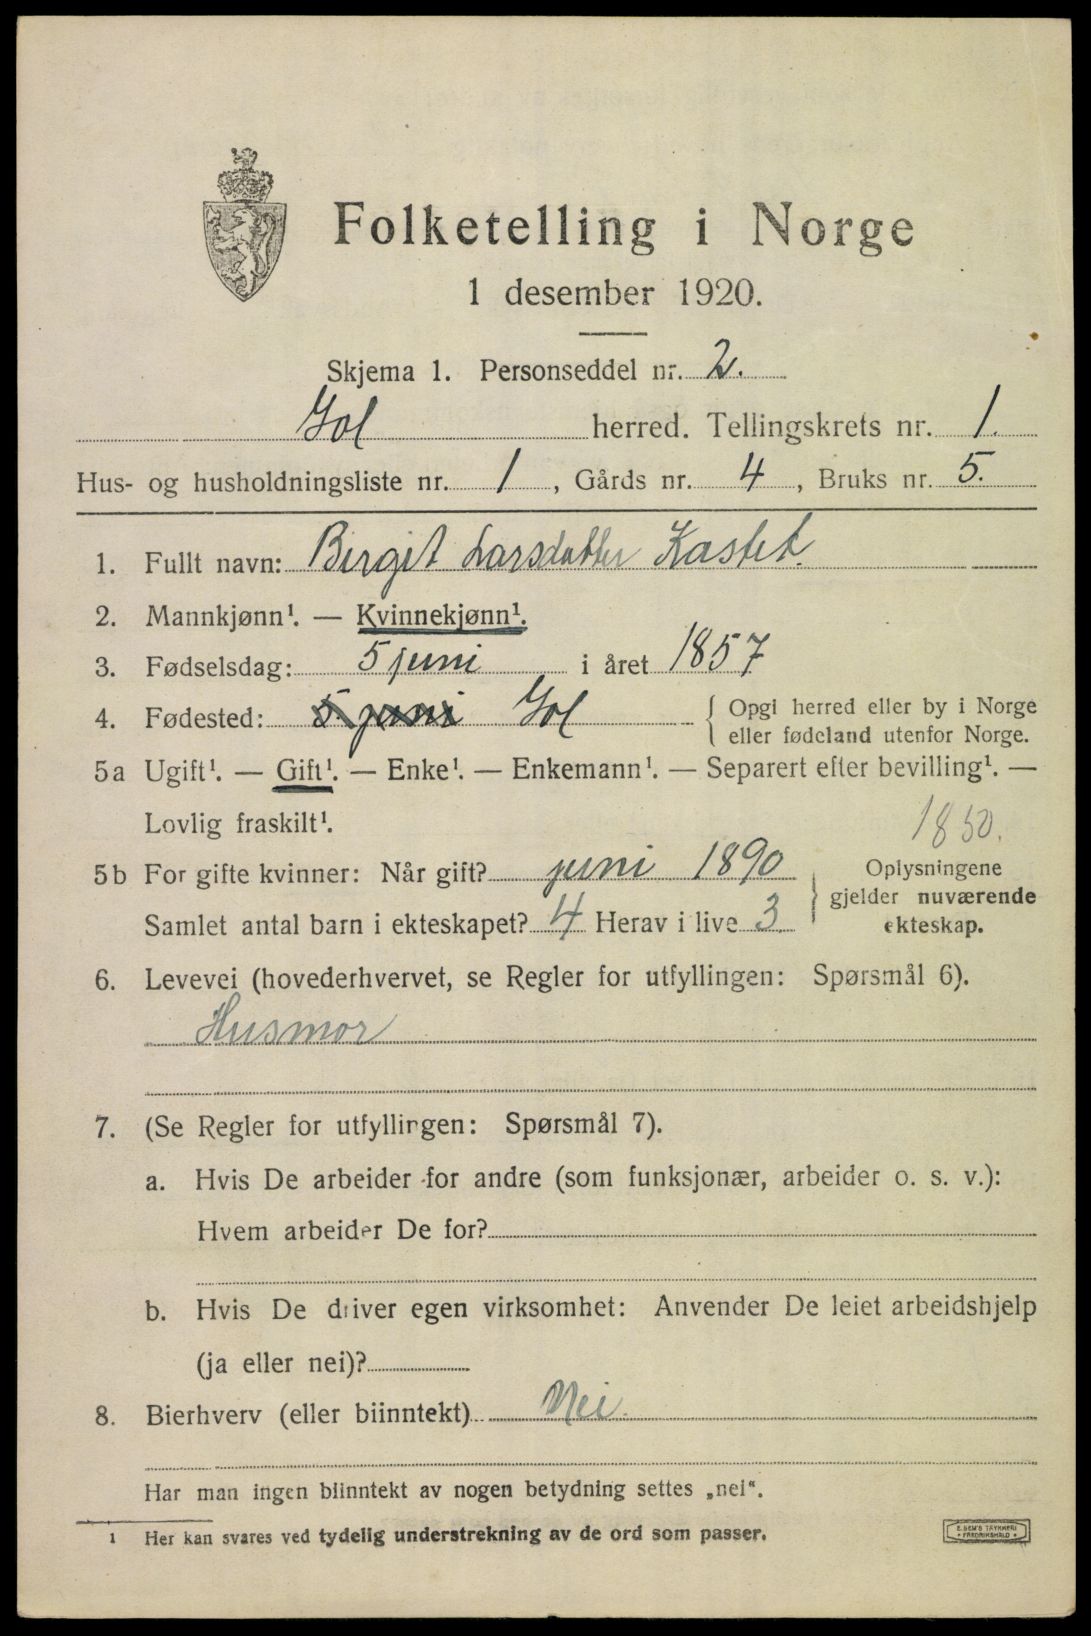 Folketelling i Norge
1 desember 1920.
Skjema 1. Personseddel nr. 2.
Gol herred. Tellingskrets nr. 1.
Hus- og husholdningsliste nr. 1, Gårds nr. 4, Bruks nr. 5.
1. Fullt navn: Birgit Larsdatter Kastet.
2. Mannkjønn¹. — Kvinnekjønn¹.
3. Fødselsdag: 5 juni i året 1857
4. Fødested: 5 juni Gol { Opgi herred eller by i Norge
eller fødeland utenfor Norge.
5a Ugift¹. — Gift¹. — Enke¹. — Enkemann¹. — Separert efter bevilling¹. —
Lovlig fraskilt¹.
1850.
5b For gifte kvinner: Når gift? juni 1890
Samlet antal barn i ekteskapet? 4 Herav i live 3.
} Oplysningene
gjelder nuværende
ekteskap.
6. Levevei (hovederhvervet, se Regler for utfyllingen: Spørsmål 6).
Husmor
7. (Se Regler for utfyllingen: Spørsmål 7).
a. Hvis De arbeider for andre (som funksjonær, arbeider o. s. v.):
Hvem arbeider De for?
b. Hvis De driver egen virksomhet: Anvender De leiet arbeidshjelp
(ja eller nei)?
8. Bierhverv (eller biinntekt) Nei.
Har man ingen biinntekt av nogen betydning settes „nei“.
1 Her kan svares ved tydelig understrekning av de ord som passer.
E. SEM'S TRYKKERI
• FREDRIKSHALD •